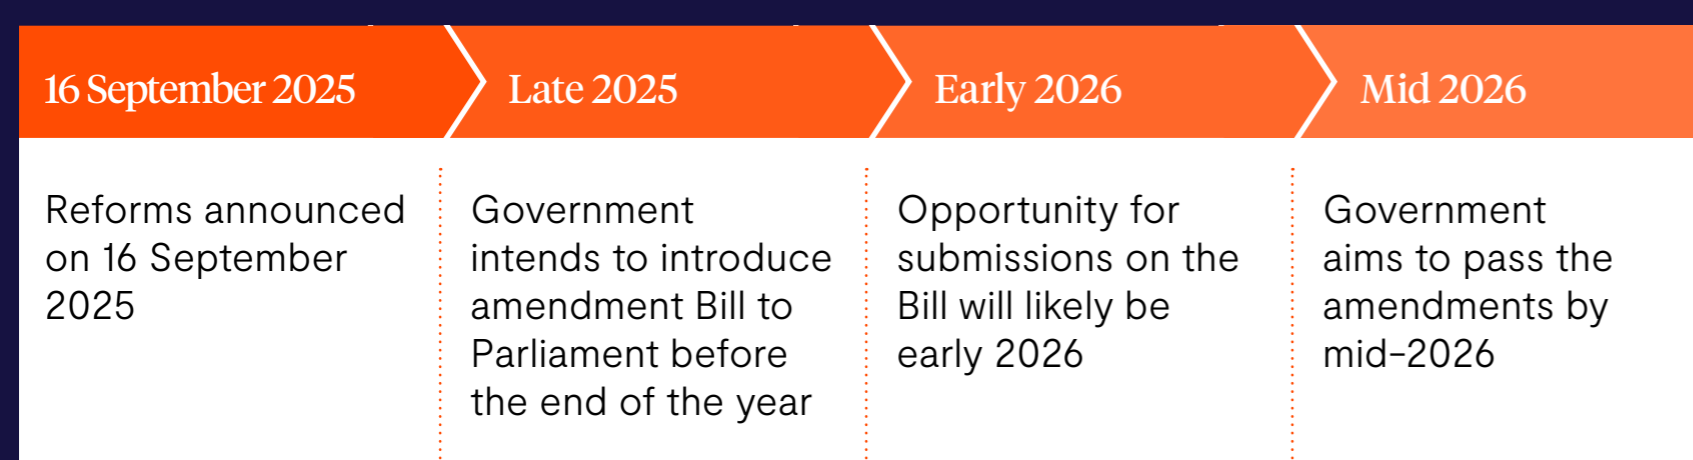 16 September 2025
Late 2025
Early 2026
Mid 2026
Reforms announced
on 16 September
2025
Government
intends to introduce
amendment Bill to
Parliament before
the end of the year
Opportunity for
submissions on the
Bill will likely be
early 2026
Government
aims to pass the
amendments by
mid-2026